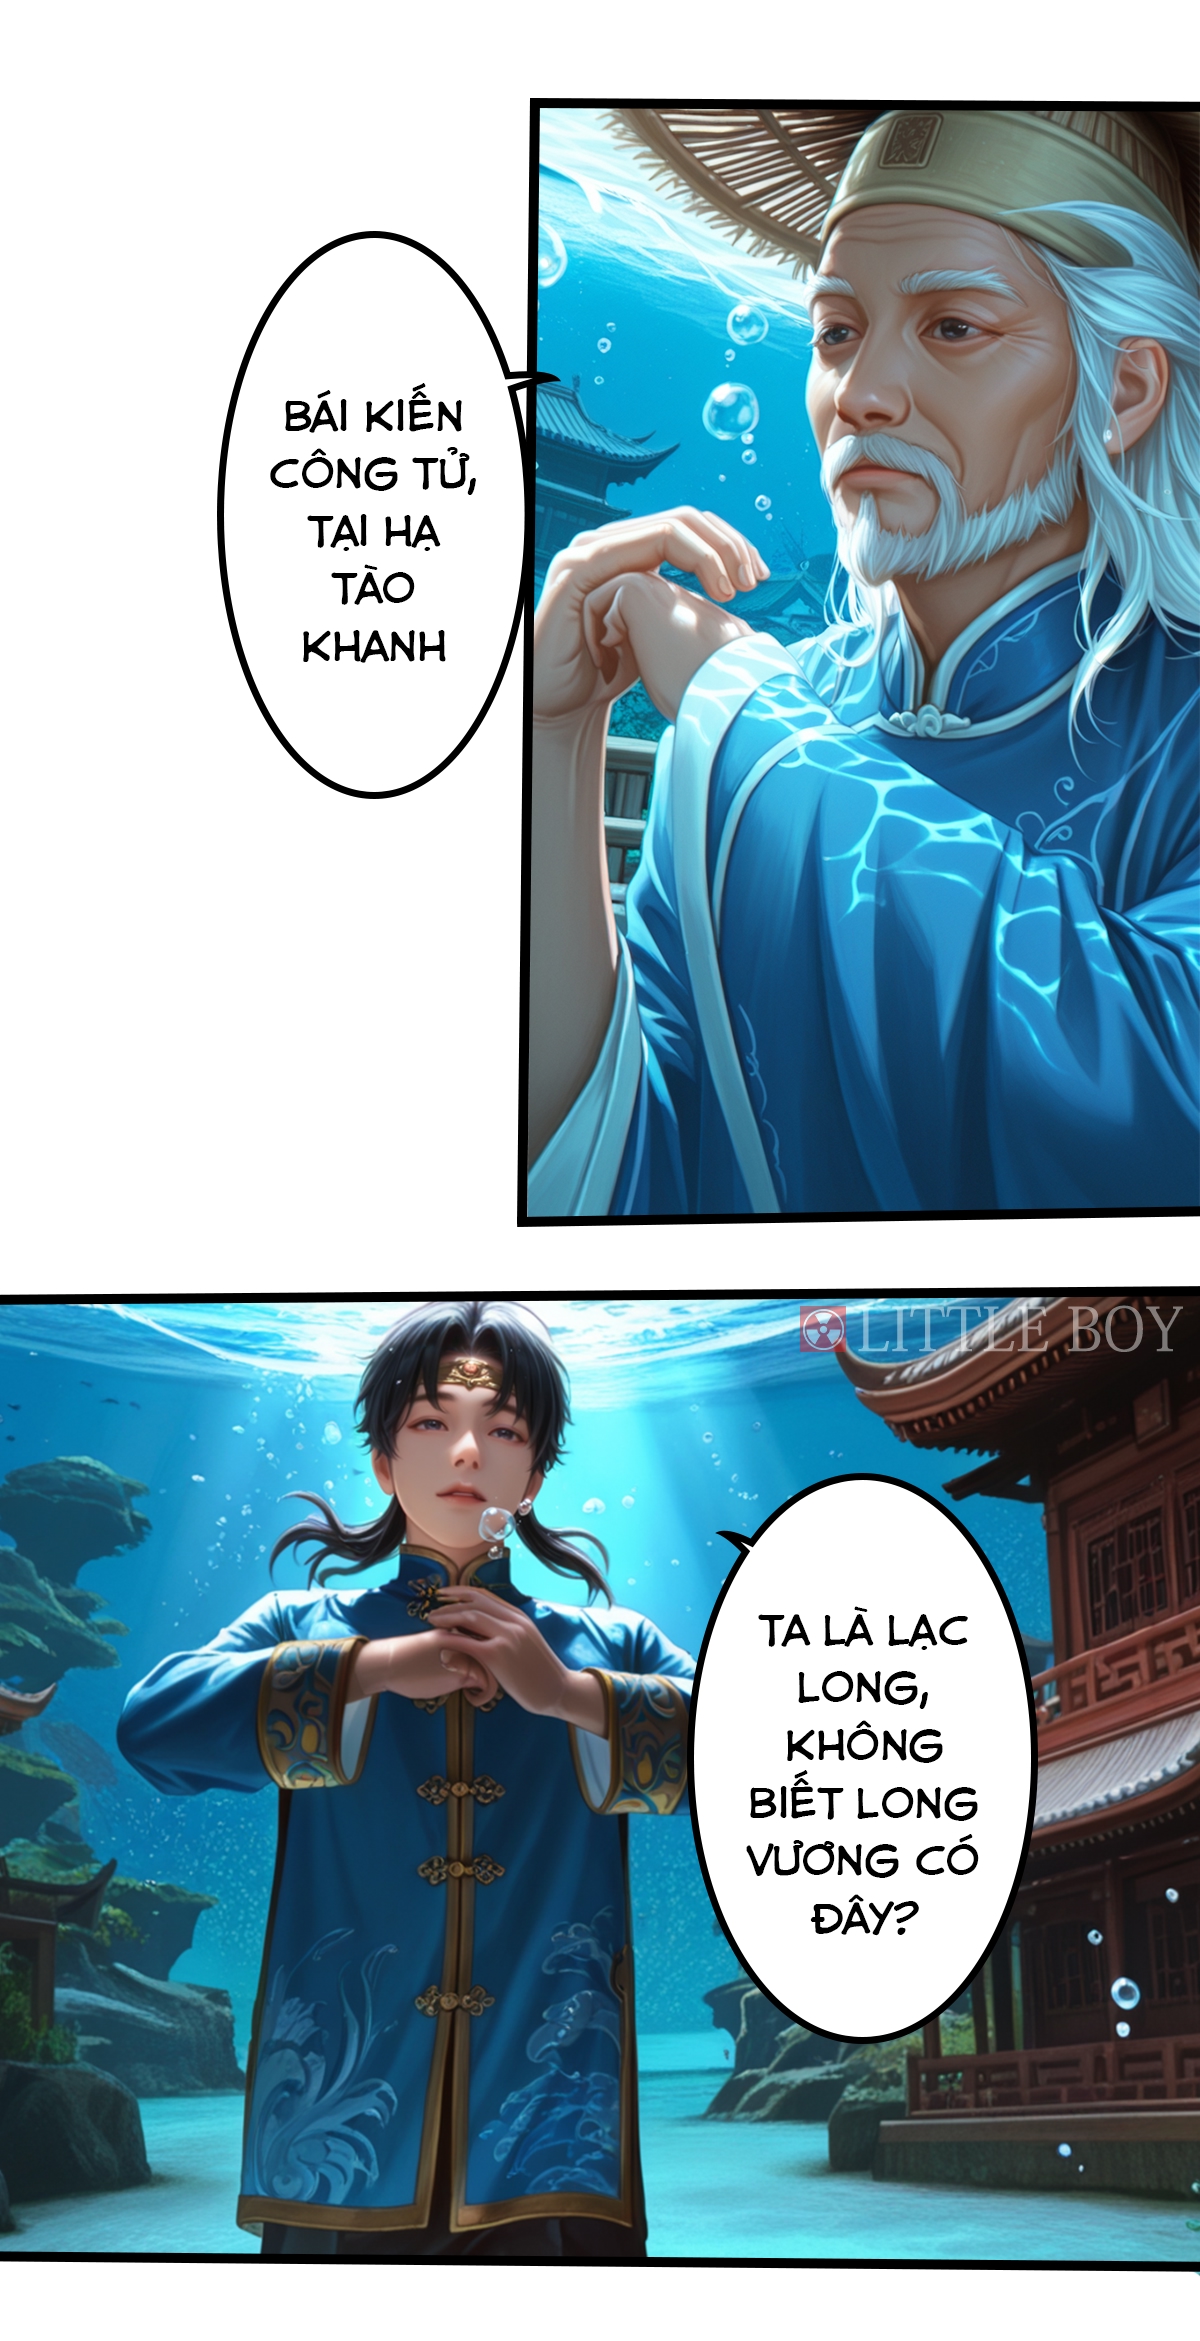 BÁI KIẾN
CÔNG TỬ,
TẠI HẠ
TÀO
KHANH
LITTLE BOY
TA LÀ LẠC
LONG,
KHÔNG
BIẾT LONG
VƯƠNG CÓ
ĐÂY?